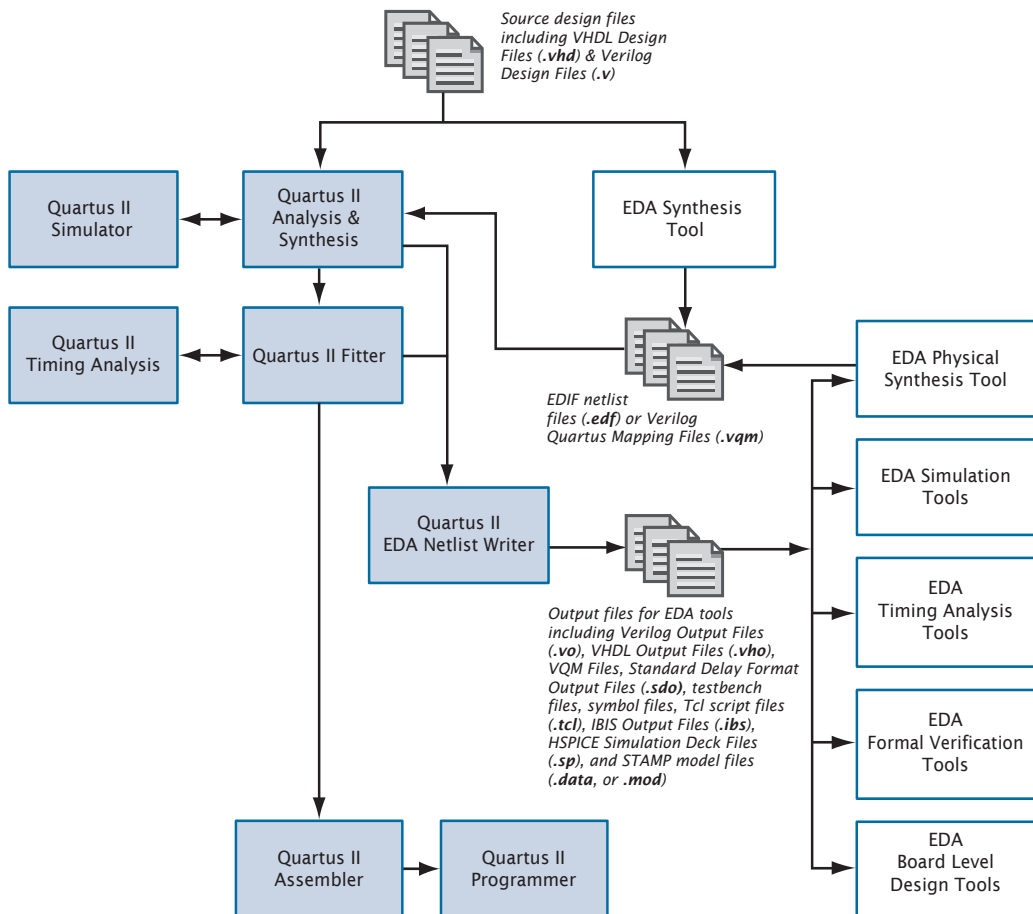 Source design files
including VHDL Design
Files (.vhd) & Verilog
Design Files (.v)
Quartus II
Simulator
Quartus II
Analysis &
Synthesis
EDA Synthesis
Tool
Quartus II
Timing Analysis
Quartus II Fitter
EDA Physical
Synthesis Tool
EDIF netlist
files (.edf) or Verilog
Quartus Mapping Files (.vqm)
EDA Simulation
Tools
Quartus II
EDA Netlist Writer
Output files for EDA tools
including Verilog Output Files
(.vo), VHDL Output Files (.vho),
VQM Files, Standard Delay Format
Output Files (.sdo), testbench
files, symbol files, Tcl script files
(.tcl), IBIS Output Files (.ibs),
HSPICE Simulation Deck Files
(.sp), and STAMP model files
(.data, or .mod)
EDA
Timing Analysis
Tools
EDA
Formal Verification
Tools
Quartus II
Assembler
Quartus II
Programmer
EDA
Board Level
Design Tools